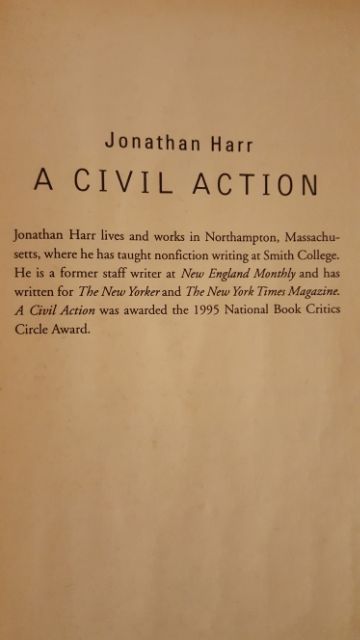 Jonathan Harr
A CIVIL ACTION
Jonathan Harr lives and works in Northampton, Massachu-
setts, where he has taught nonfiction writing at Smith College.
He is a former staff writer at New England Monthly and has
written for The New Yorker and The New York Times Magazine.
A Civil Action was awarded the 1995 National Book Critics
Circle Award.